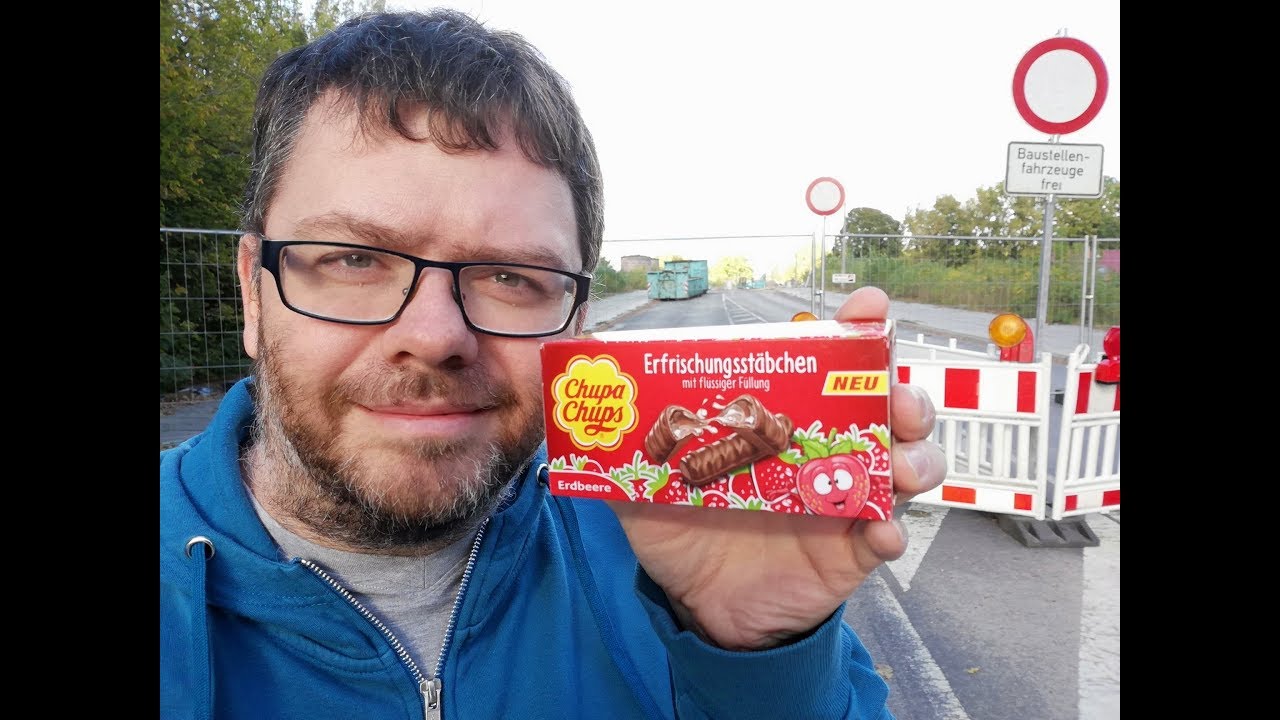 Baustellen-
fahrzeuge
frei
Erfrischungsstäbchen
mit flüssiger Füllung
NEU
Chupa
Chups
Erdbeere